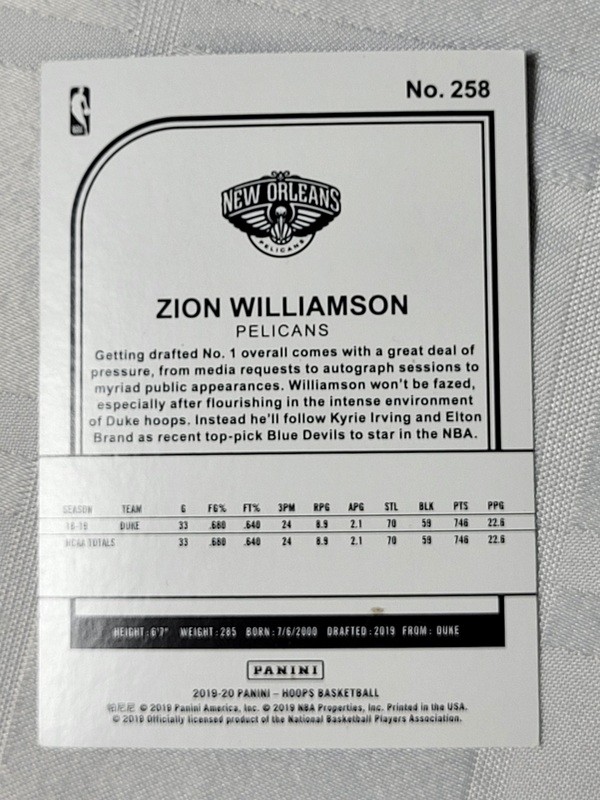 No. 258
NEW ORLEANS
PELICANS
ZION WILLIAMSON
PELICANS
Getting drafted No. 1 overall comes with a great deal of
pressure, from media requests to autograph sessions to
myriad public appearances. Williamson won't be fazed,
especially after flourishing in the intense environment
of Duke hoops. Instead he'll follow Kyrie Irving and Elton
Brand as recent top-pick Blue Devils to star in the NBA.
SEASON TEAM G FG% FT% 3PM RPG APG STL BLK PTS PPG
18-19 DUKE 33 .680 .640 24 8.9 2.1 70 59 746 22.6
NCAA TOTALS 33 .680 .640 24 8.9 2.1 70 59 746 22.6
HEIGHT: 6'7" WEIGHT: 285 BORN: 7/6/2000 DRAFTED: 2019 FROM: DUKE
PANINI
2019-20 PANINI – HOOPS BASKETBALL
帕尼尼 © 2019 Panini America, Inc. © 2019 NBA Properties, Inc. Printed in the USA.
© 2019 Officially licensed product of the National Basketball Players Association.